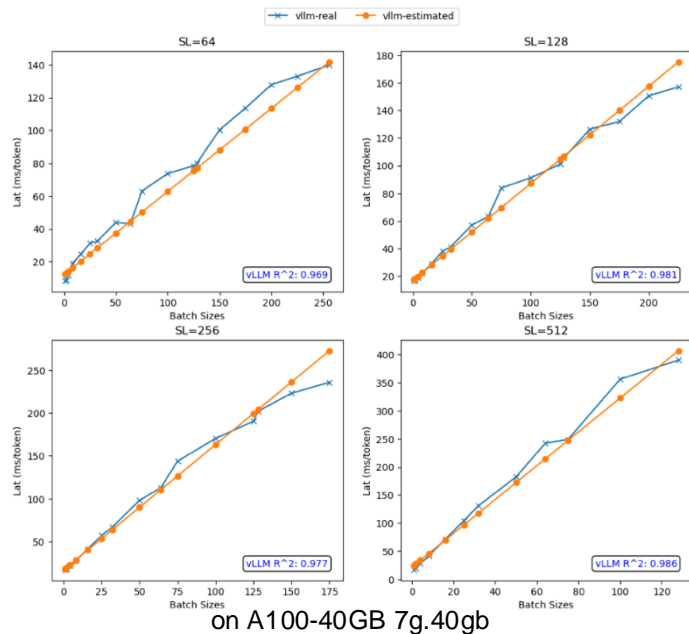 vllm-real vllm-estimated
SL=64
Lat (ms/token)
140
120
100
80
60
40
20
0 50 100 150 200 250
Batch Sizes
vLLM R^2: 0.969
SL=128
Lat (ms/token)
180
160
140
120
100
80
60
40
20
0 50 100 150 200
Batch Sizes
vLLM R^2: 0.981
SL=256
Lat (ms/token)
250
200
150
100
50
0 25 50 75 100 125 150 175
Batch Sizes
vLLM R^2: 0.977
SL=512
Lat (ms/token)
400
350
300
250
200
150
100
50
0
0 20 40 60 80 100 120
Batch Sizes
vLLM R^2: 0.986
on A100-40GB 7g.40gb